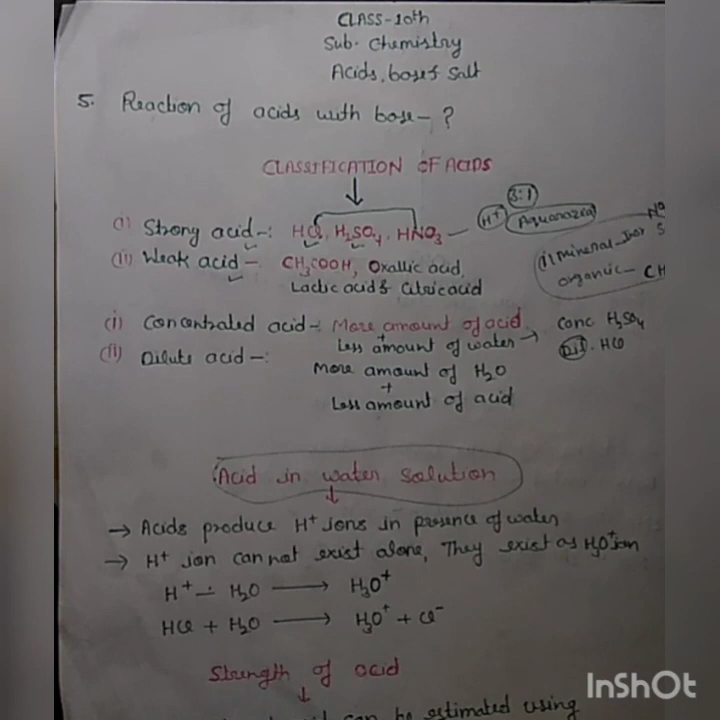 CLASS-10th
Sub- Chemistry
Acids, bases Salt
5. Reaction of acids with base- ?
CLASSIFICATION OF ACIDS
3:1
(i) Strong acid-: HCl, H₂SO₄, HNO₃ - H⁺
(ii) Weak acid - CH₃COOH, Oxallic acid,
Lactic acid & Citric acid
(i) mineral-
organic- CH
(i) Concentrated acid-: More amount of acid
+
Less amount of water → Conc H₂SO₄
(ii) Dilute acid-: Dil. HCl
More amount of H₂O
+
Less amount of acid
Acid in water solution
→ Acids produce H⁺ ions in presence of water
→ H⁺ ion can not exist alone, They exist as H₃O⁺ ion
H⁺ + H₂O ⟶ H₃O⁺
HCl + H₂O ⟶ H₃O⁺ + Cl⁻
Strength of acid
can be estimated using
InShOt